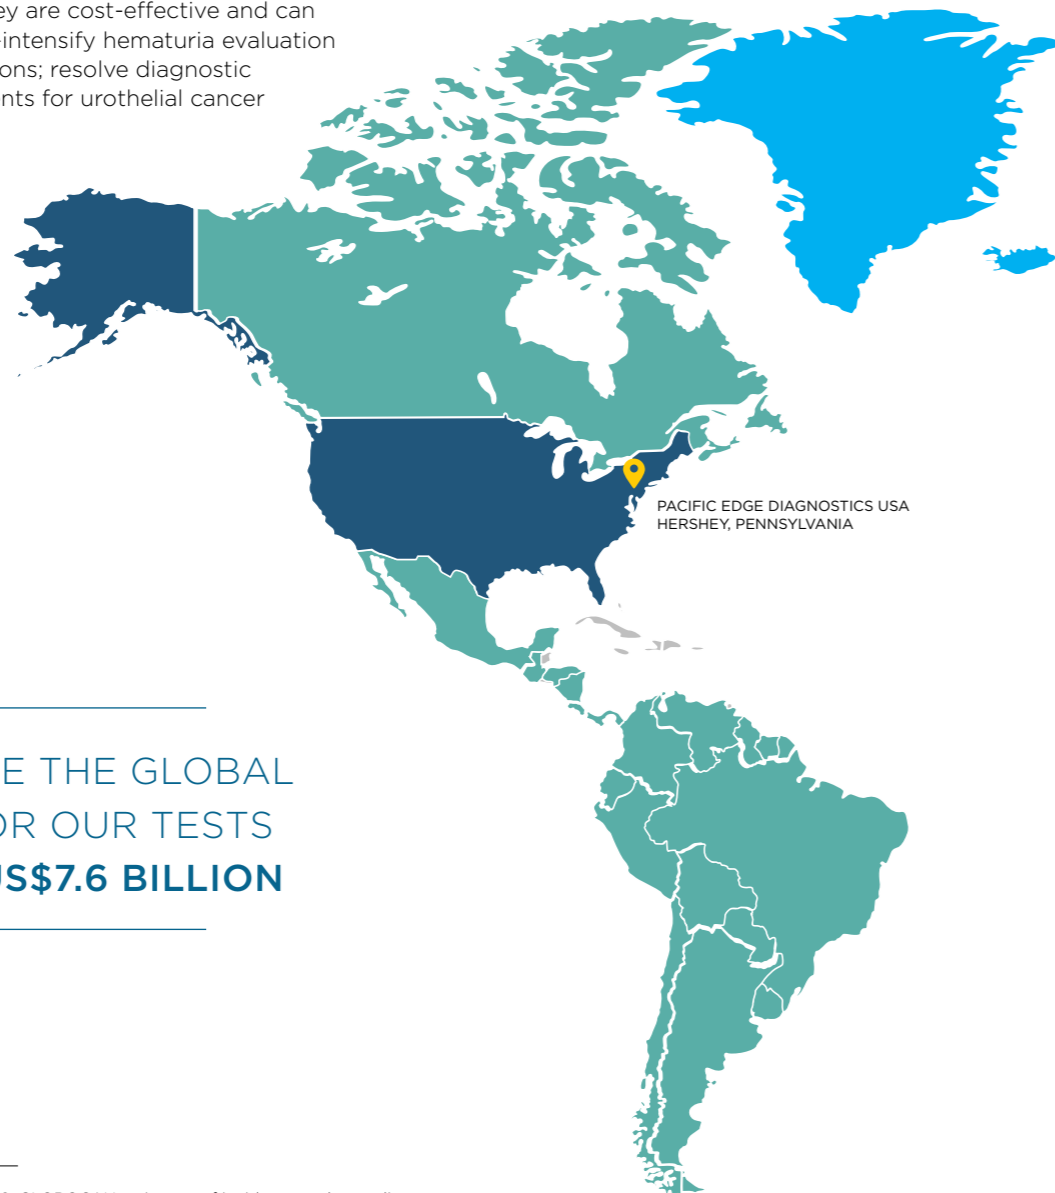 ey are cost-effective and can
-intensify hematuria evaluation
ons; resolve diagnostic
nts for urothelial cancer
PACIFIC EDGE DIAGNOSTICS USA
HERSHEY, PENNSYLVANIA
E THE GLOBAL
OR OUR TESTS
US$7.6 BILLION